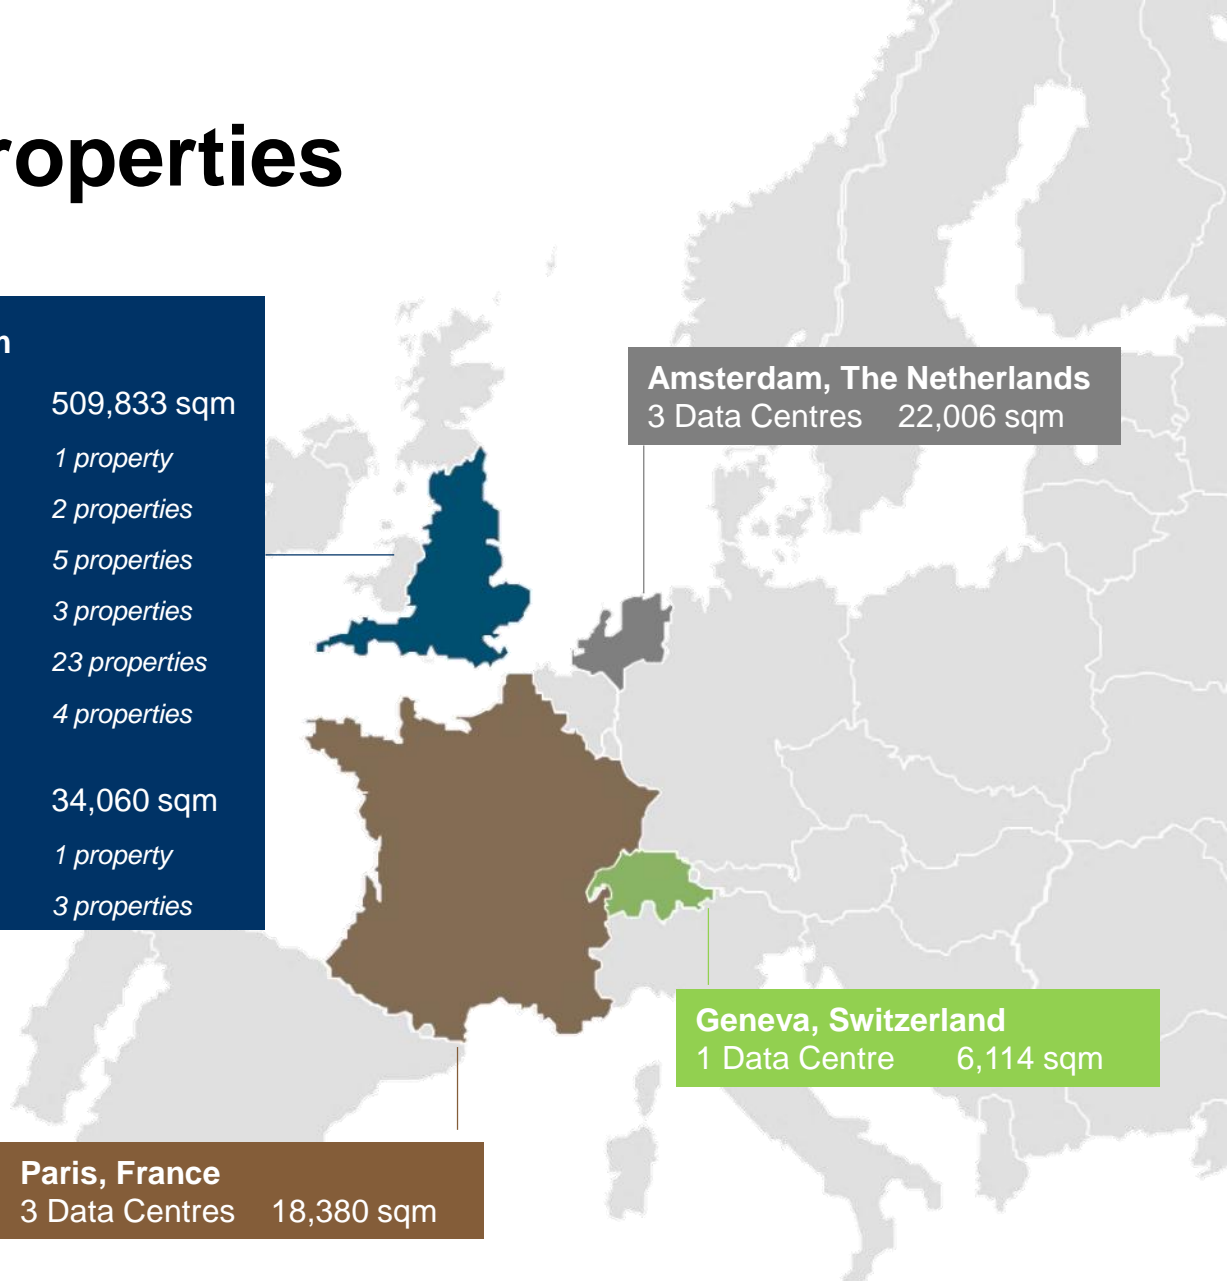 roperties
m
509,833 sqm
1 property
2 properties
5 properties
3 properties
23 properties
4 properties
34,060 sqm
1 property
3 properties
Amsterdam, The Netherlands
3 Data Centres 22,006 sqm
Geneva, Switzerland
1 Data Centre 6,114 sqm
Paris, France
3 Data Centres 18,380 sqm